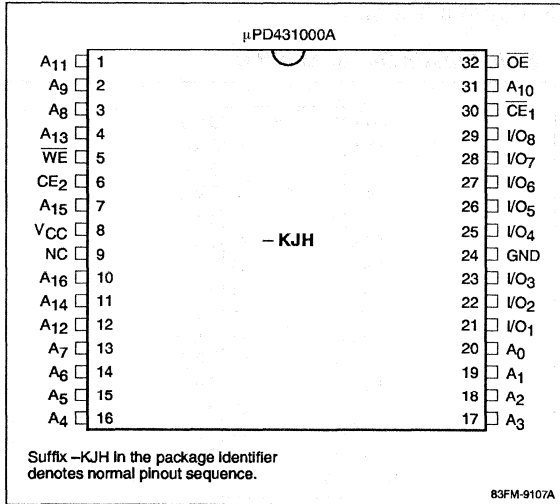 μPD431000A
A11 1 32 O̅E̅
A9 2 31 A10
A8 3 30 C̅E̅1
A13 4 29 I/O8
W̅E̅ 5 28 I/O7
CE2 6 27 I/O6
A15 7 26 I/O5
VCC 8 25 I/O4
NC 9 24 GND
A16 10 23 I/O3
A14 11 22 I/O2
A12 12 21 I/O1
A7 13 20 A0
A6 14 19 A1
A5 15 18 A2
A4 16 17 A3
– KJH
Suffix –KJH in the package identifier
denotes normal pinout sequence.
83FM-9107A